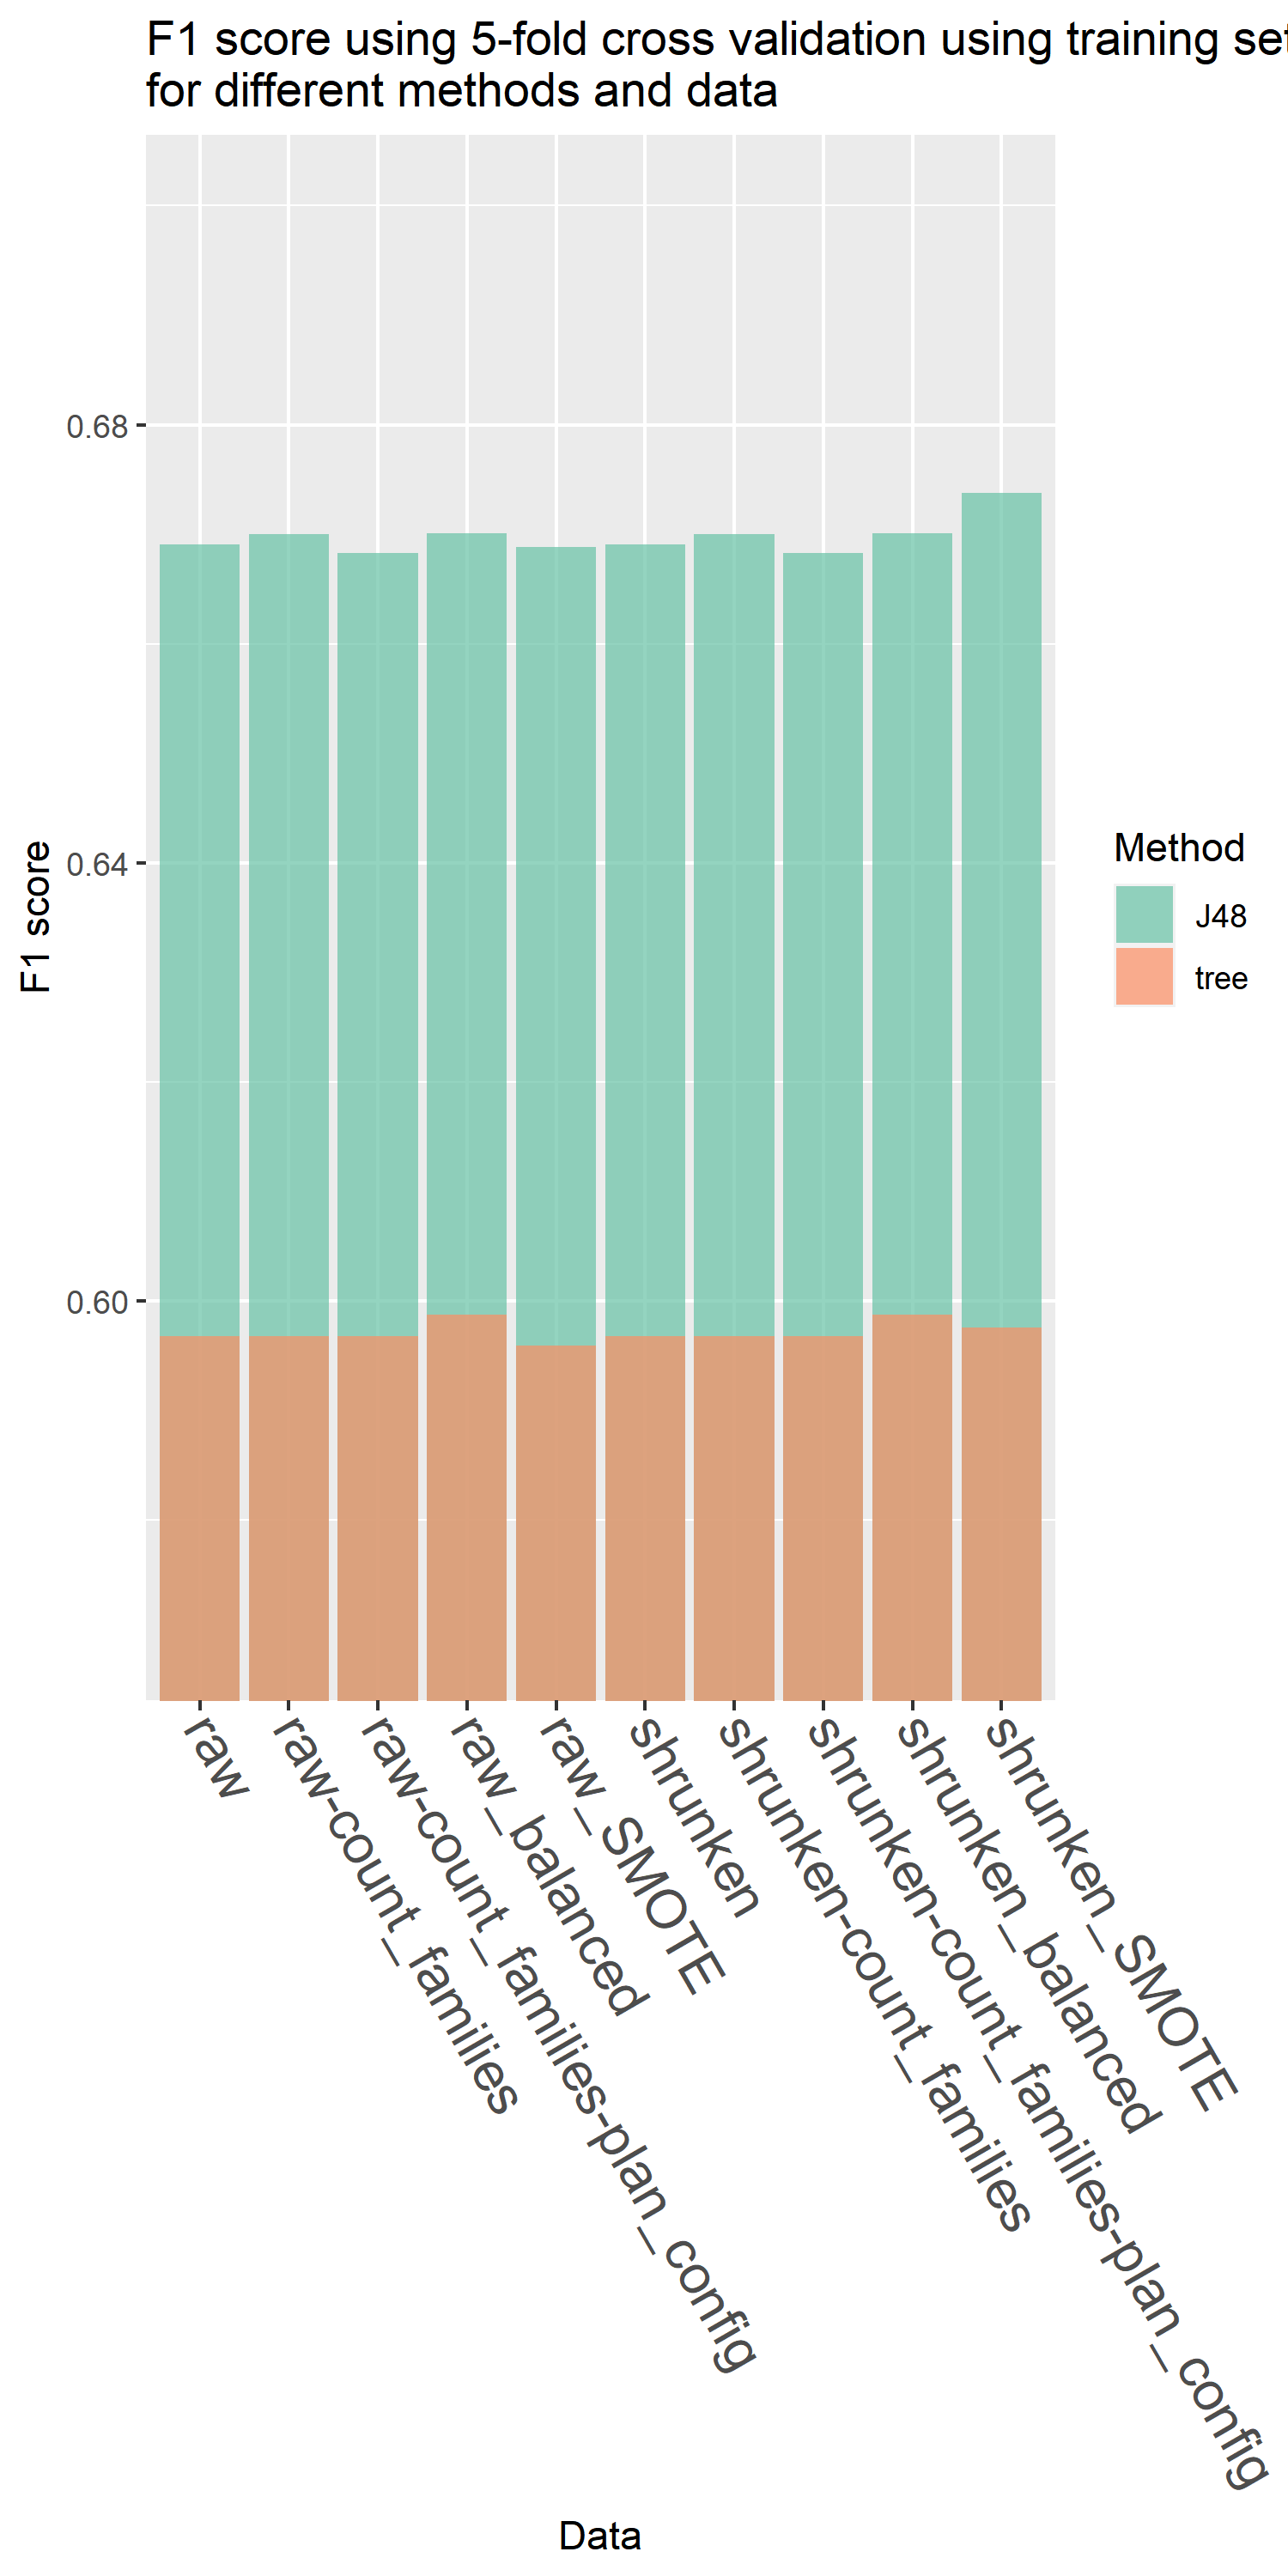 F1 score using 5-fold cross validation using training set
for different methods and data
0.68
0.64
0.60
F1 score
Method
J48
tree
raw
raw-count_families
raw-count_families-plan_config
raw_balanced
raw_SMOTE
shrunken
shrunken-count_families
shrunken-count_families-plan_config
shrunken_balanced
shrunken_SMOTE
Data